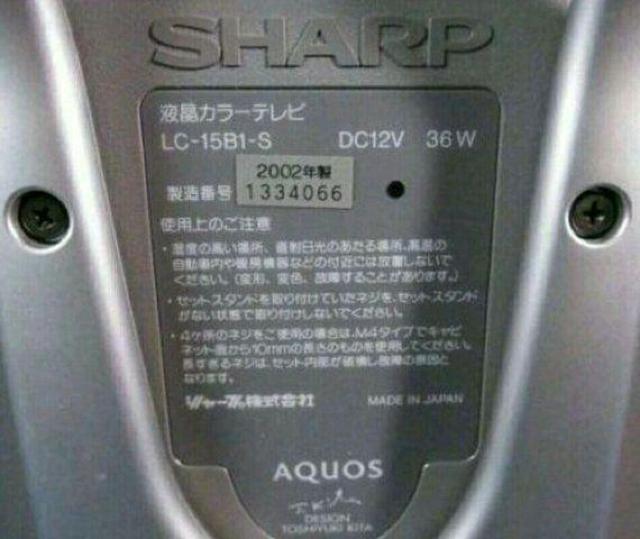 SHARP
液晶カラーテレビ
LC-15B1-S DC12V 36W
2002年製
製造番号 1334066
使用上のご注意
・温度の高い場所、直射日光のあたる場所、黒温の
自動車内や暖房機器などの付近には放置しないで
ください。(変形、変色、故障することがあります。)
・セットスタンドを取り付けていたネジを、セットスタンド
がない状態で取り付けしないでください。
・4ヶ所のネジをご使用の場合は、M4タイプでキャビ
ネット面から10mmの長さのものを使用してください。
長すぎるネジは、セット内部が破損し故障の原因と
なります。
シャープ株式会社 MADE IN JAPAN
AQUOS
DESIGN
TOSHIYUKI KITA